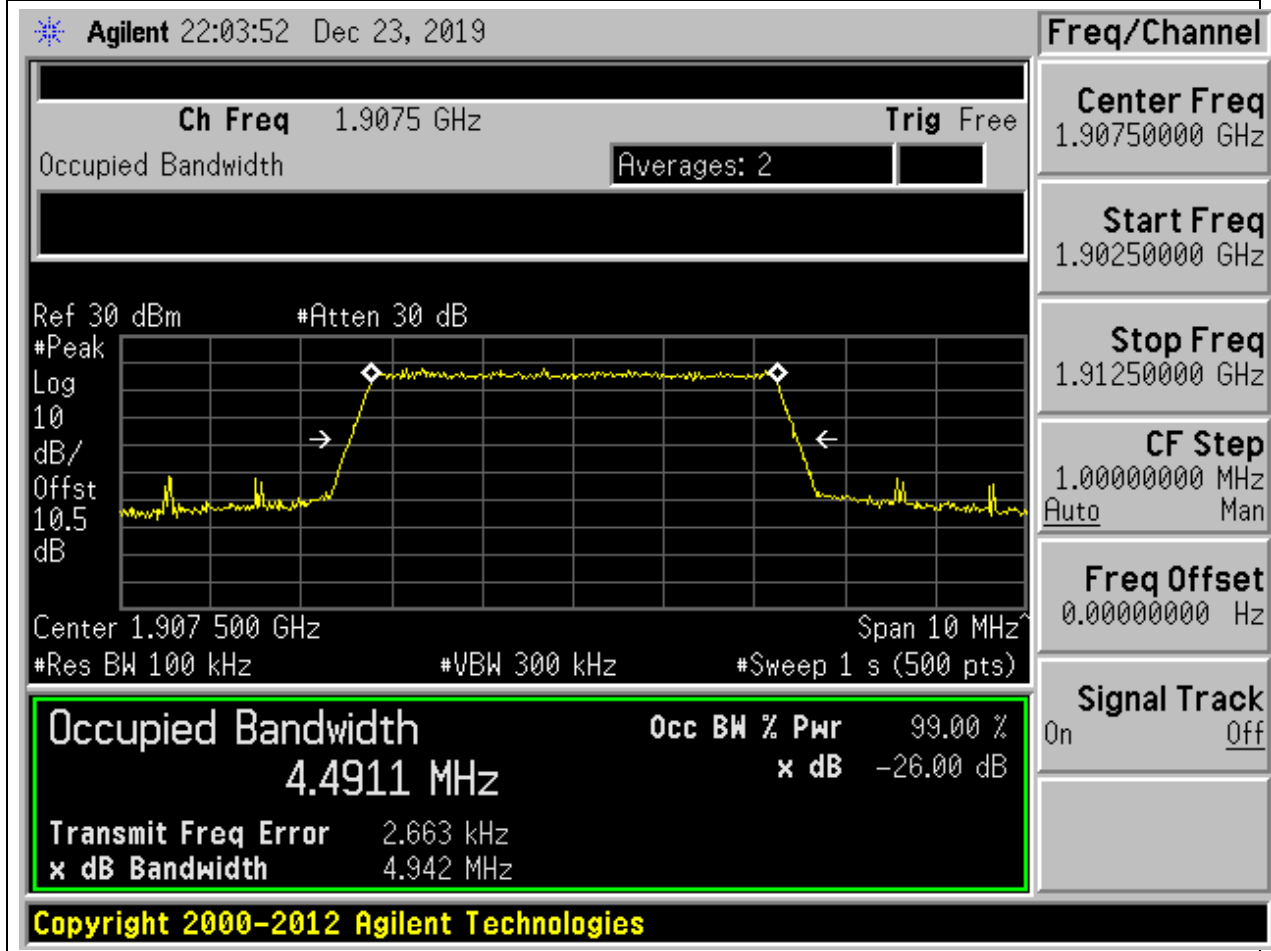 Agilent 22:03:52 Dec 23, 2019
Freq/Channel
Ch Freq 1.9075 GHz Trig Free
Occupied Bandwidth Averages: 2
Ref 30 dBm #Atten 30 dB
#Peak
Log
10
dB/
Offst
10.5
dB
Center 1.907 500 GHz Span 10 MHz^
#Res BW 100 kHz #VBW 300 kHz #Sweep 1 s (500 pts)
Occupied Bandwidth Occ BW % Pwr 99.00 %
4.4911 MHz x dB -26.00 dB
Transmit Freq Error 2.663 kHz
x dB Bandwidth 4.942 MHz
Center Freq
1.90750000 GHz
Start Freq
1.90250000 GHz
Stop Freq
1.91250000 GHz
CF Step
1.00000000 MHz
Auto Man
Freq Offset
0.00000000 Hz
Signal Track
On Off
Copyright 2000-2012 Agilent Technologies